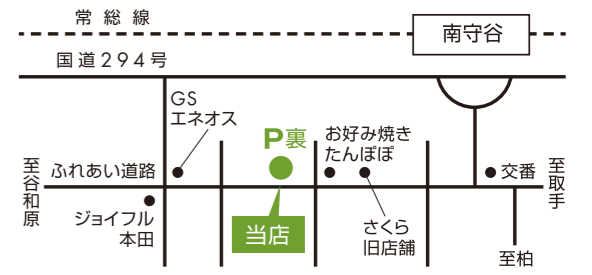 常総線
南守谷
国道294号
GS
エネオス
P裏
お好み焼き
たんぽぽ
至谷和原
ふれあい道路
交番
至取手
ジョイフル
本田
当店
さくら
旧店舗
至柏